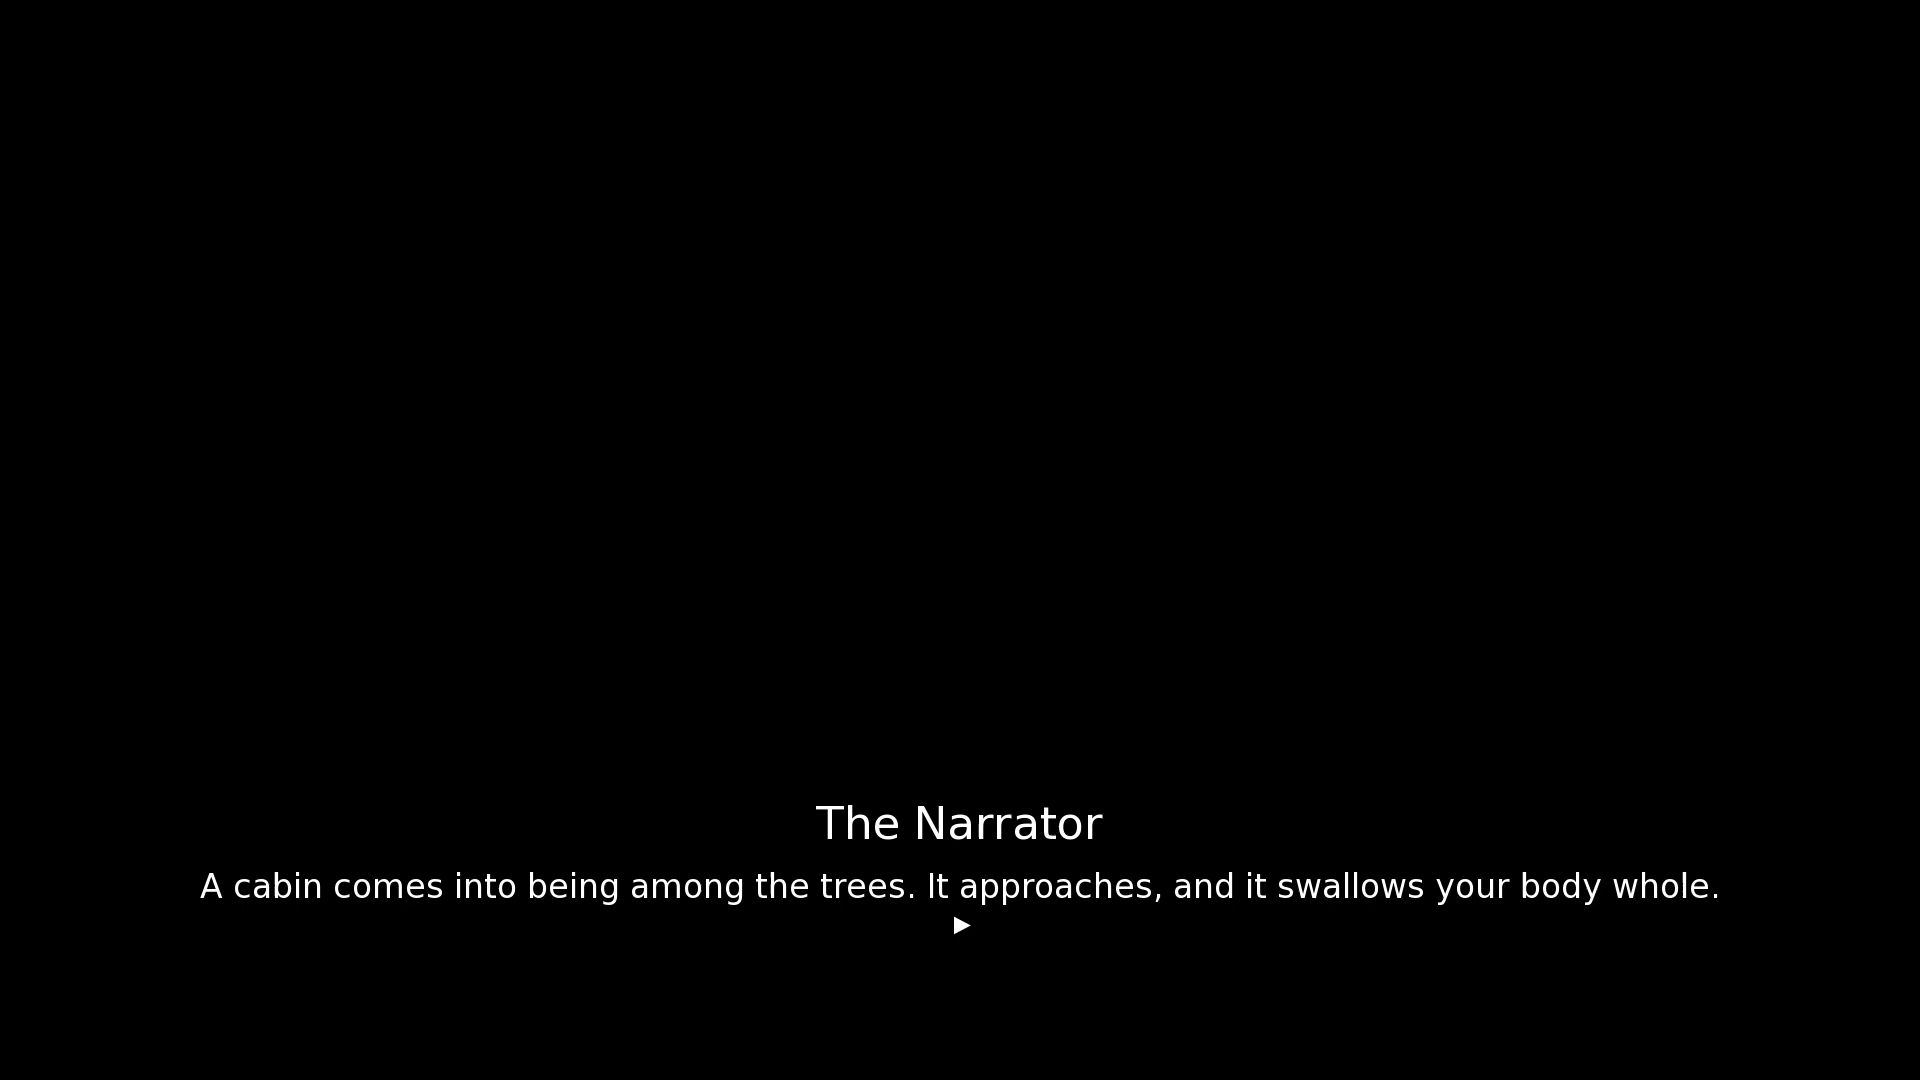 The Narrator
A cabin comes into being among the trees. It approaches, and it swallows your body whole.